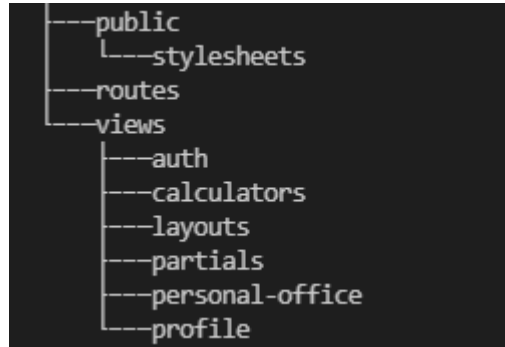 public
stylesheets
routes
views
auth
calculators
layouts
partials
personal-office
profile